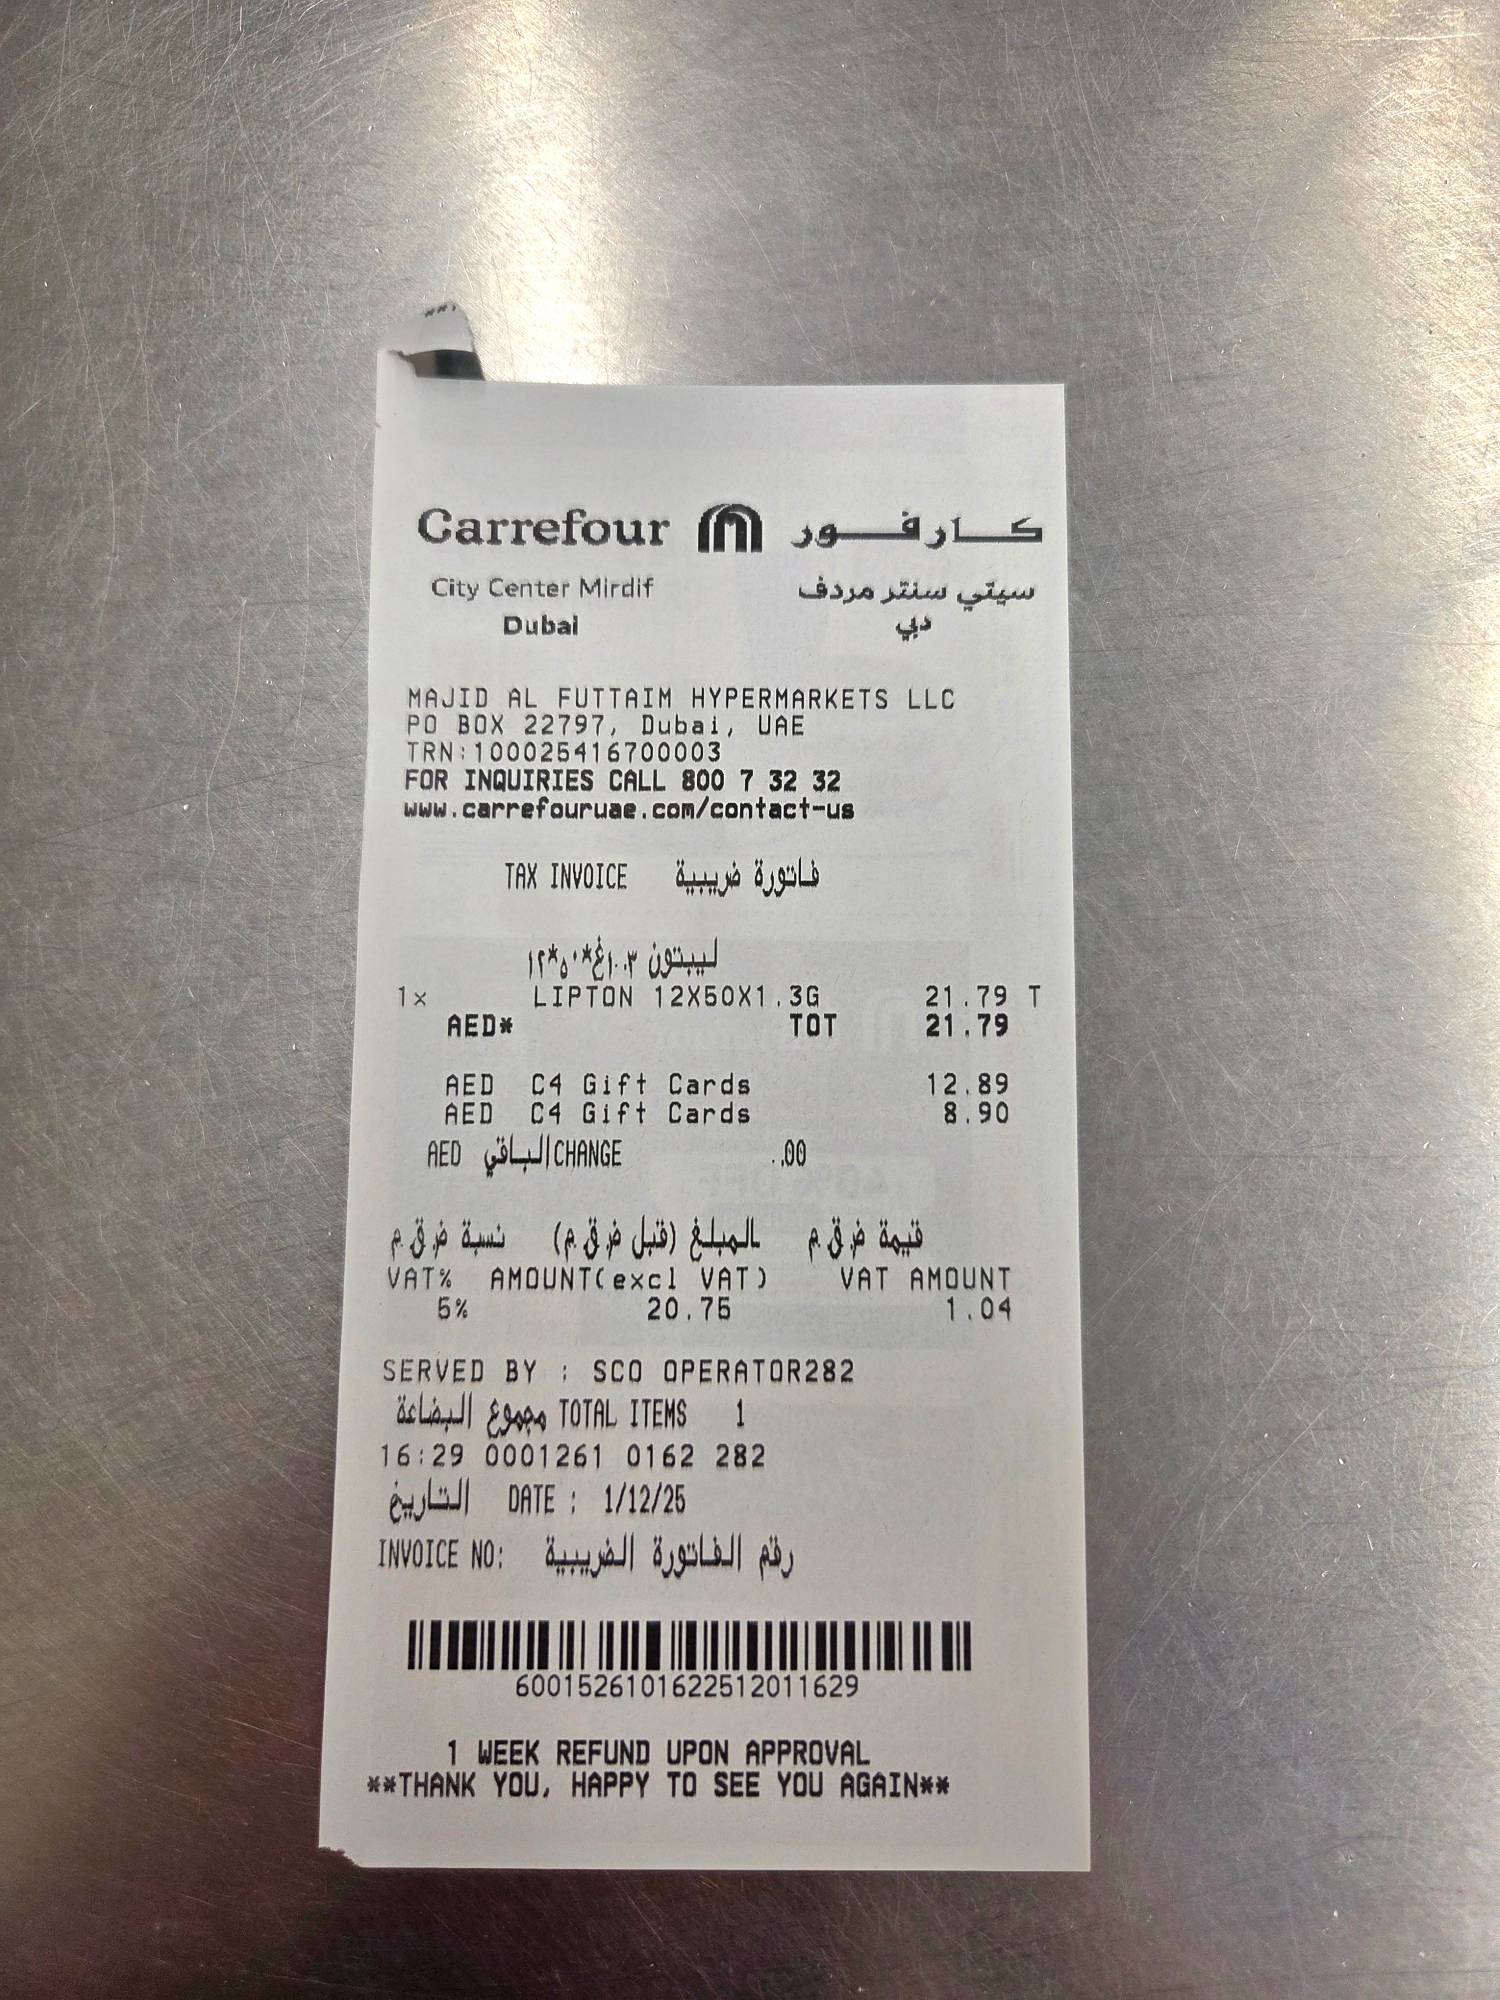 Carrefour كارفور
City Center Mirdif سيتي سنتر مردف
Dubai دبي
MAJID AL FUTTAIM HYPERMARKETS LLC
PO BOX 22797, Dubai, UAE
TRN:100025416700003
FOR INQUIRIES CALL 800 7 32 32
www.carrefouruae.com/contact-us
TAX INVOICE فاتورة ضريبية
ليبتون ١.٣غ*٥٠*١٢
1x LIPTON 12X50X1.3G 21.79 T
AED* TOT 21.79
AED C4 Gift Cards 12.89
AED C4 Gift Cards 8.90
AED الباقي CHANGE .00
نسبة ض.ق.م المبلغ (قبل ض.ق.م) قيمة ض.ق.م
VAT% AMOUNT(excl VAT) VAT AMOUNT
5% 20.75 1.04
SERVED BY : SCO OPERATOR282
مجموع البضاعة TOTAL ITEMS 1
16:29 0001261 0162 282
التاريخ DATE : 1/12/25
INVOICE NO: رقم الفاتورة الضريبية
6001526101622512011629
1 WEEK REFUND UPON APPROVAL
**THANK YOU, HAPPY TO SEE YOU AGAIN**